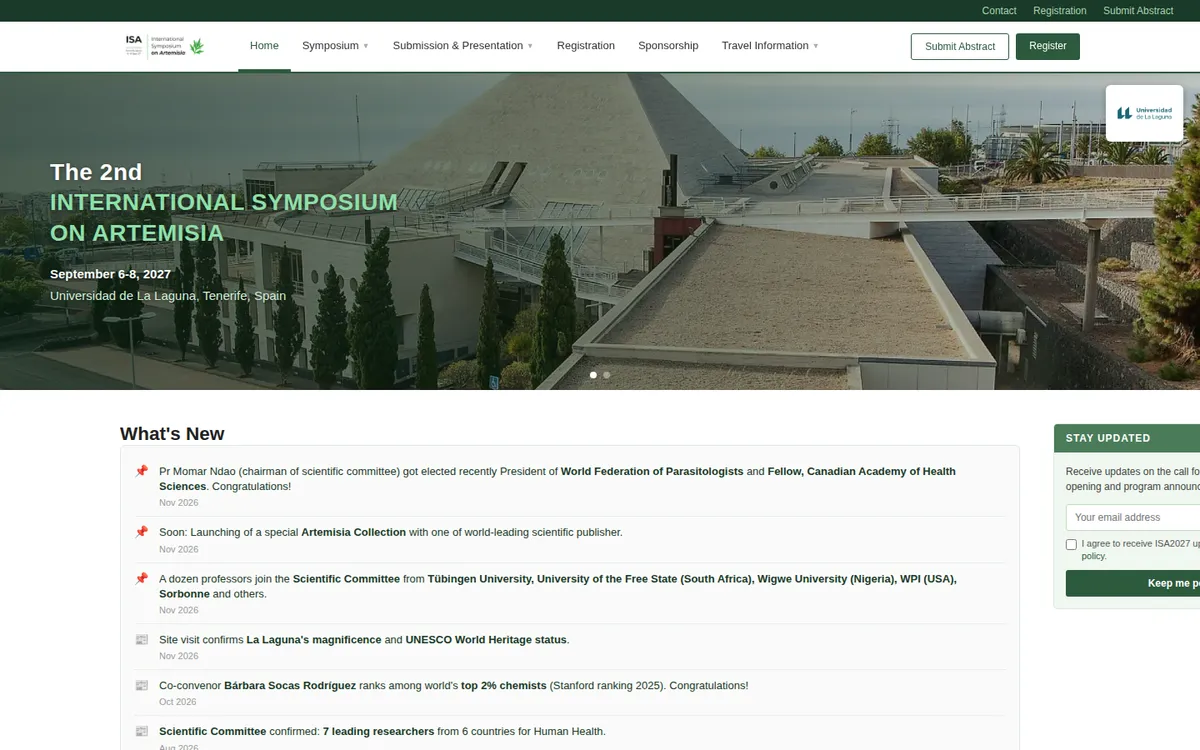 Contact Registration Submit Abstract
ISA International Symposium on Artemisia
Home Symposium Submission & Presentation Registration Sponsorship Travel Information Submit Abstract Register
Universidad de La Laguna
The 2nd
INTERNATIONAL SYMPOSIUM
ON ARTEMISIA
September 6-8, 2027
Universidad de La Laguna, Tenerife, Spain
What's New
Pr Momar Ndao (chairman of scientific committee) got elected recently President of World Federation of Parasitologists and Fellow, Canadian Academy of Health
Sciences. Congratulations!
Nov 2026
Soon: Launching of a special Artemisia Collection with one of world-leading scientific publisher.
Nov 2026
A dozen professors join the Scientific Committee from Tübingen University, University of the Free State (South Africa), Wigwe University (Nigeria), WPI (USA),
Sorbonne and others.
Nov 2026
Site visit confirms La Laguna's magnificence and UNESCO World Heritage status.
Nov 2026
Co-convenor Bárbara Socas Rodríguez ranks among world's top 2% chemists (Stanford ranking 2025). Congratulations!
Oct 2026
Scientific Committee confirmed: 7 leading researchers from 6 countries for Human Health.
Aug 2026
STAY UPDATED
Receive updates on the call fo
opening and program announc
Your email address
I agree to receive ISA2027 up
policy.
Keep me p